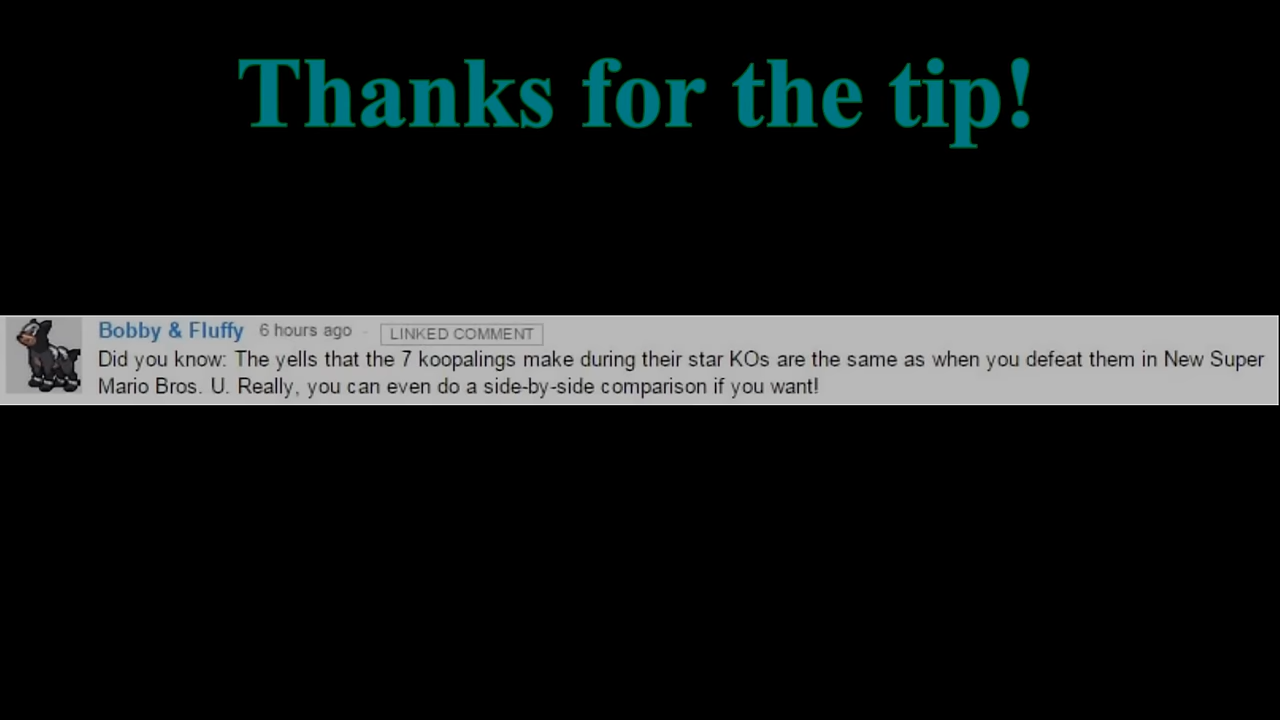 Thanks for the tip!
Bobby & Fluffy 6 hours ago - LINKED COMMENT
Did you know: The yells that the 7 koopalings make during their star KOs are the same as when you defeat them in New Super
Mario Bros. U. Really, you can even do a side-by-side comparison if you want!